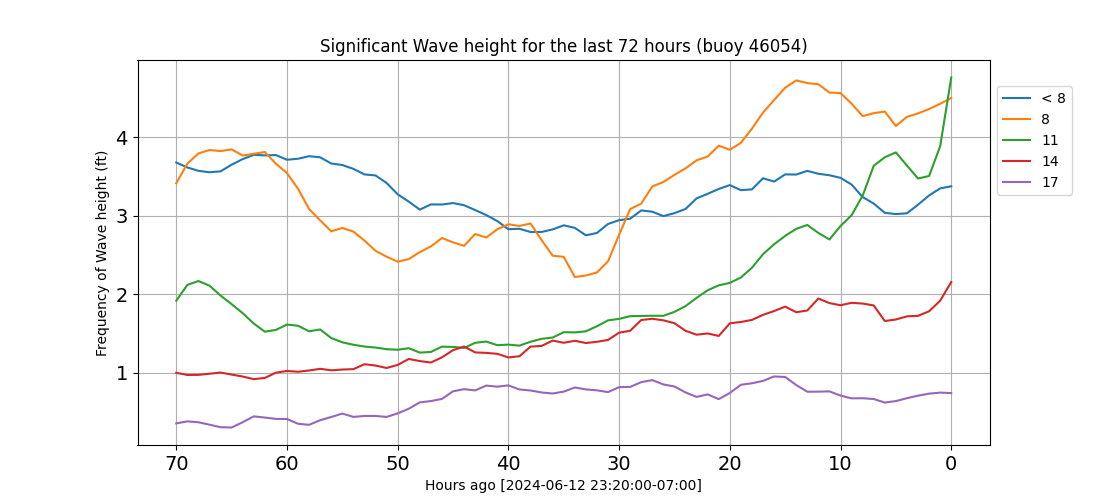 Significant Wave height for the last 72 hours (buoy 46054)
Frequency of Wave height (ft)
4
3
2
1
70 60 50 40 30 20 10 0
Hours ago [2024-06-12 23:20:00-07:00]
< 8
8
11
14
17